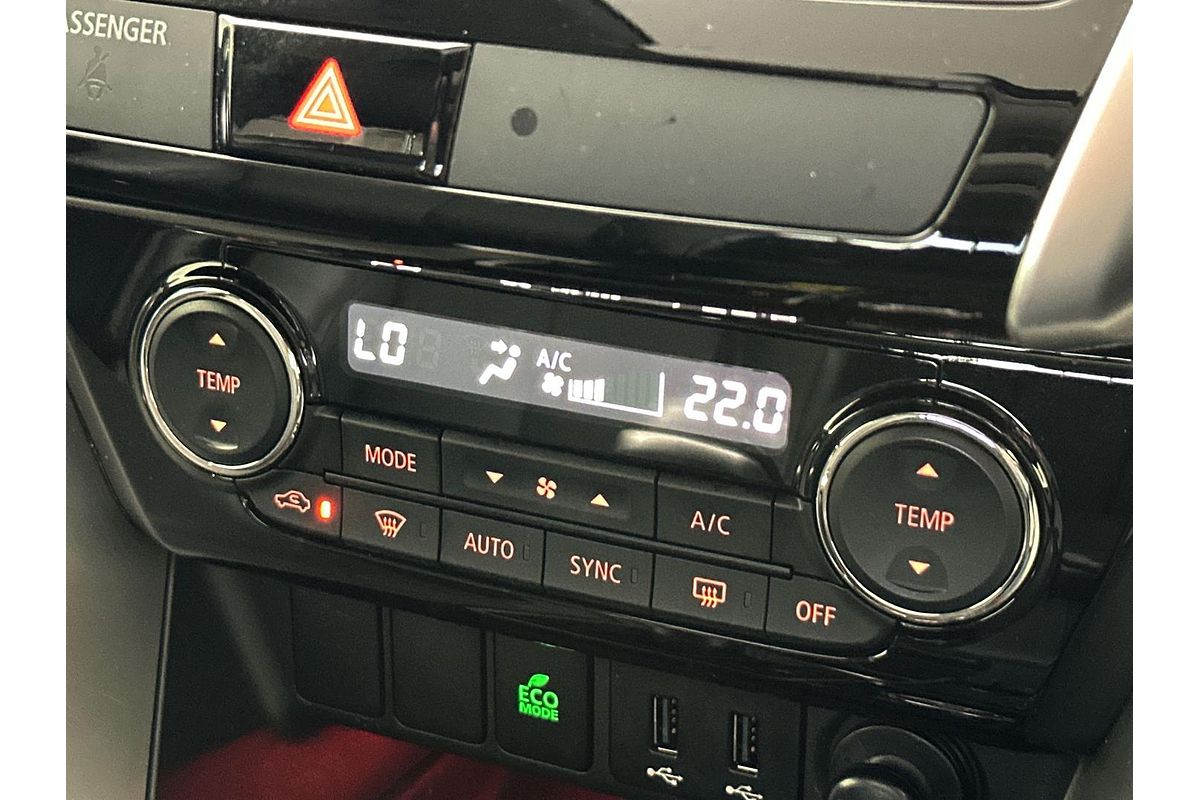 ASSENGER
LO
A/C
22.0
TEMP
MODE
A/C
TEMP
AUTO
SYNC
OFF
ECO
MODE